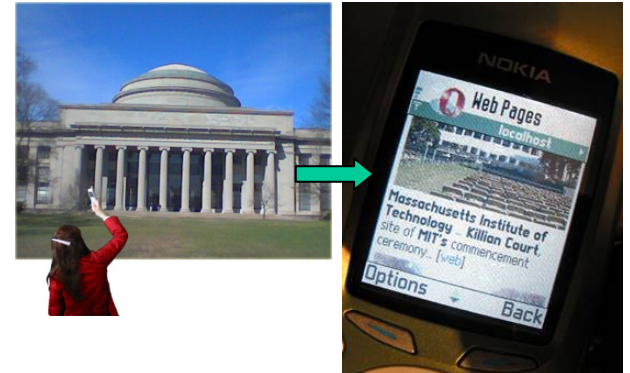 NOKIA
Web Pages
localhost
Massachusetts Institute of
Technology .. Killian Court,
site of MIT's commencement
ceremony... [web]
Options
Back